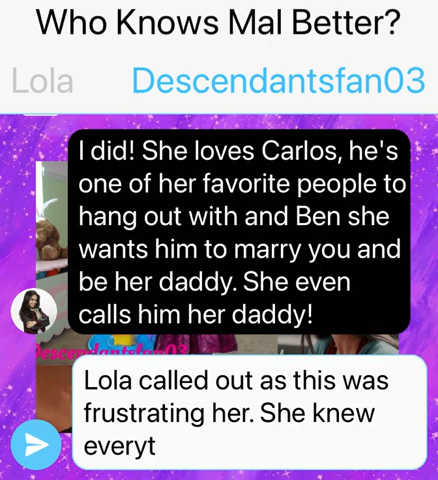 Who Knows Mal Better?
Lola Descendantsfan03
I did! She loves Carlos, he's
one of her favorite people to
hang out with and Ben she
wants him to marry you and
be her daddy. She even
calls him her daddy!
Descendantsfan03
Lola called out as this was
frustrating her. She knew
everyt